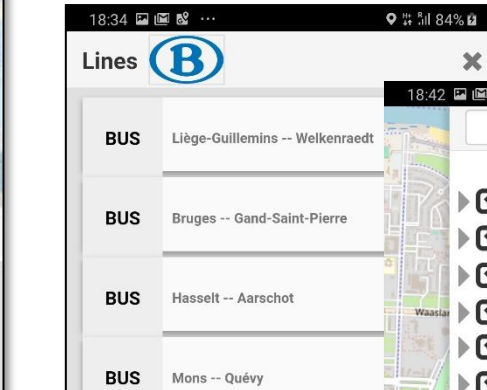 18:34 84%
Lines B
18:42
BUS Liège-Guillemins -- Welkenraedt
BUS Bruges -- Gand-Saint-Pierre
BUS Hasselt -- Aarschot
Waaslar
BUS Mons -- Quévy